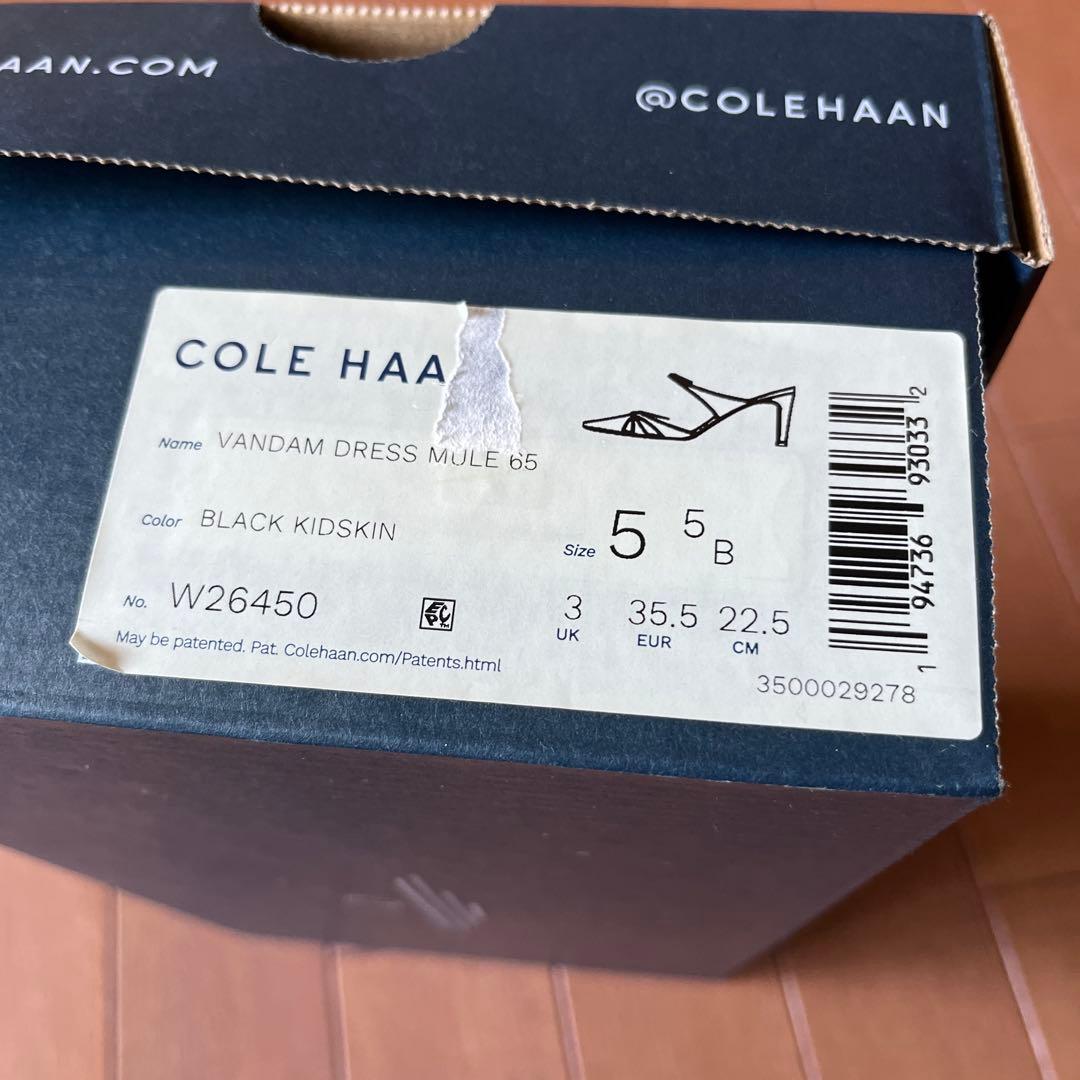 AAN.COM
@COLEHAAN
COLE HAA
Name VANDAM DRESS MULE 65
Color BLACK KIDSKIN
Size 5 5 B
No. W26450
EPC™
3 UK
35.5 EUR
22.5 CM
May be patented. Pat. Colehaan.com/Patents.html
3500029278
1 94736 93033 2